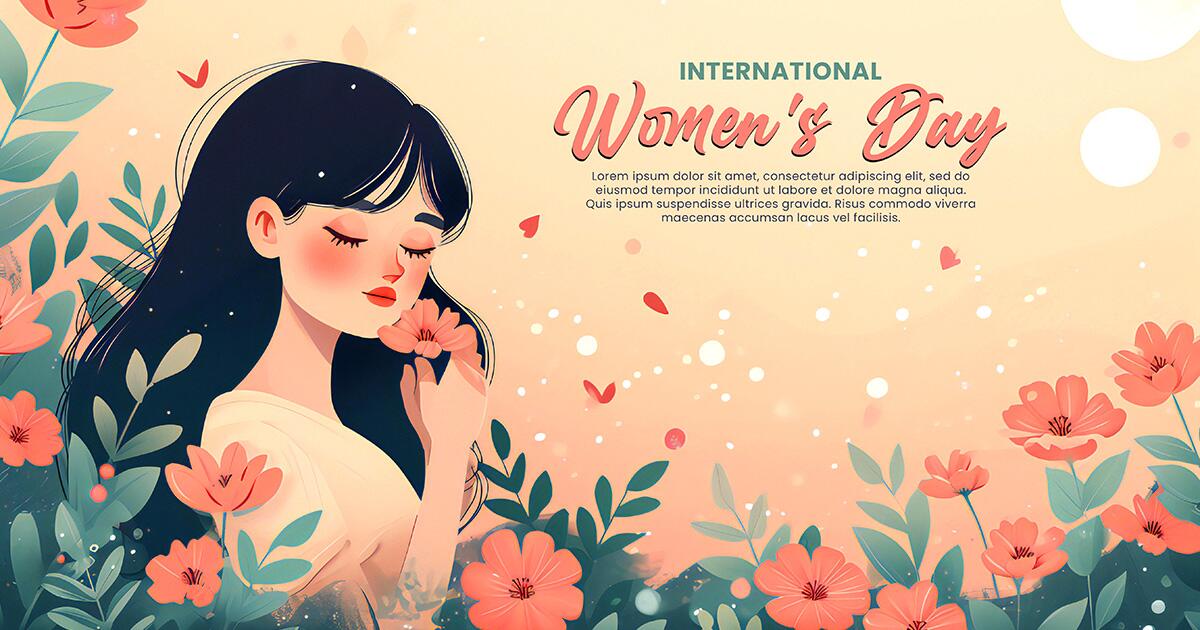 INTERNATIONAL
Women's Day
Lorem ipsum dolor sit amet, consectetur adipiscing elit, sed do
eiusmod tempor incididunt ut labore et dolore magna aliqua.
Quis ipsum suspendisse ultrices gravida. Risus commodo viverra
maecenas accumsan lacus vel facilisis.